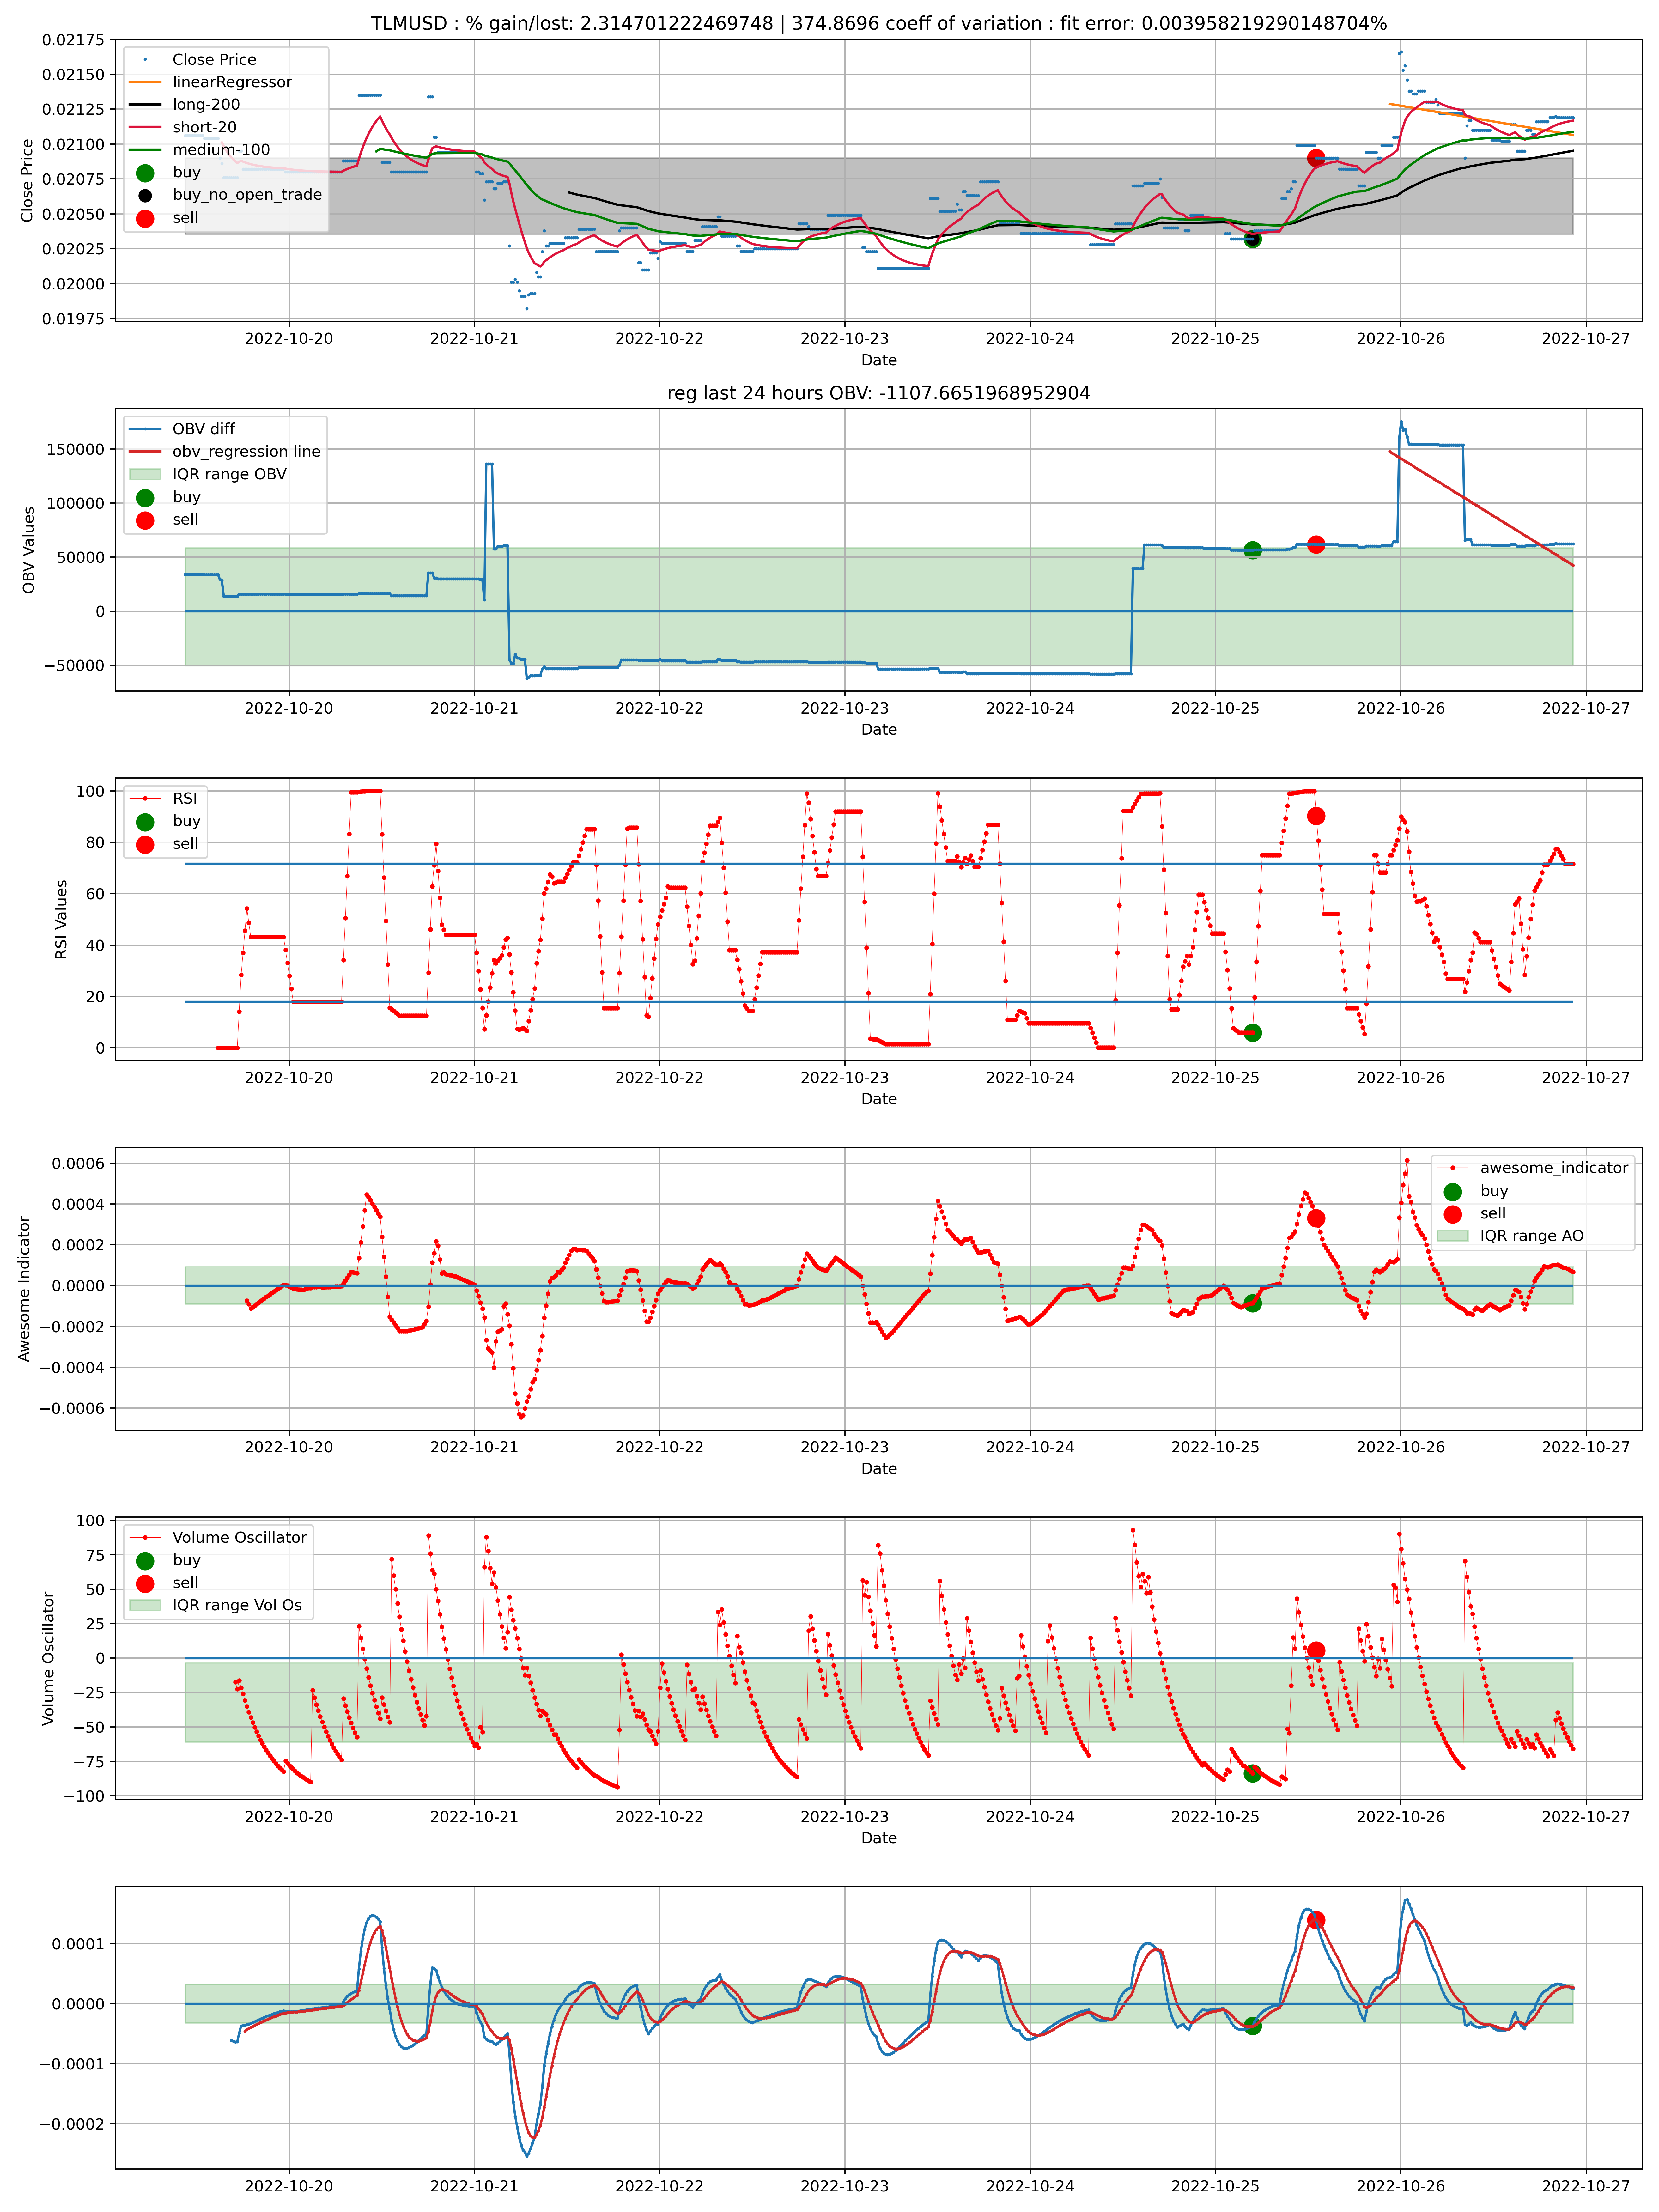 TLMUSD : % gain/lost: 2.314701222469748 | 374.8696 coeff of variation : fit error: 0.003958219290148704%
0.02175
0.02150
0.02125
0.02100
0.02075
0.02050
0.02025
0.02000
0.01975
Close Price
Close Price
linearRegressor
long-200
short-20
medium-100
buy
buy_no_open_trade
sell
2022-10-20 2022-10-21 2022-10-22 2022-10-23 2022-10-24 2022-10-25 2022-10-26 2022-10-27
Date
reg last 24 hours OBV: -1107.6651968952904
150000
100000
50000
0
−50000
OBV Values
OBV diff
obv_regression line
IQR range OBV
buy
sell
2022-10-20 2022-10-21 2022-10-22 2022-10-23 2022-10-24 2022-10-25 2022-10-26 2022-10-27
Date
100
80
60
40
20
0
RSI Values
RSI
buy
sell
2022-10-20 2022-10-21 2022-10-22 2022-10-23 2022-10-24 2022-10-25 2022-10-26 2022-10-27
Date
0.0006
0.0004
0.0002
0.0000
−0.0002
−0.0004
−0.0006
Awesome Indicator
awesome_indicator
buy
sell
IQR range AO
2022-10-20 2022-10-21 2022-10-22 2022-10-23 2022-10-24 2022-10-25 2022-10-26 2022-10-27
Date
100
75
50
25
0
−25
−50
−75
−100
Volume Oscillator
Volume Oscillator
buy
sell
IQR range Vol Os
2022-10-20 2022-10-21 2022-10-22 2022-10-23 2022-10-24 2022-10-25 2022-10-26 2022-10-27
Date
0.0001
0.0000
−0.0001
−0.0002
2022-10-20 2022-10-21 2022-10-22 2022-10-23 2022-10-24 2022-10-25 2022-10-26 2022-10-27